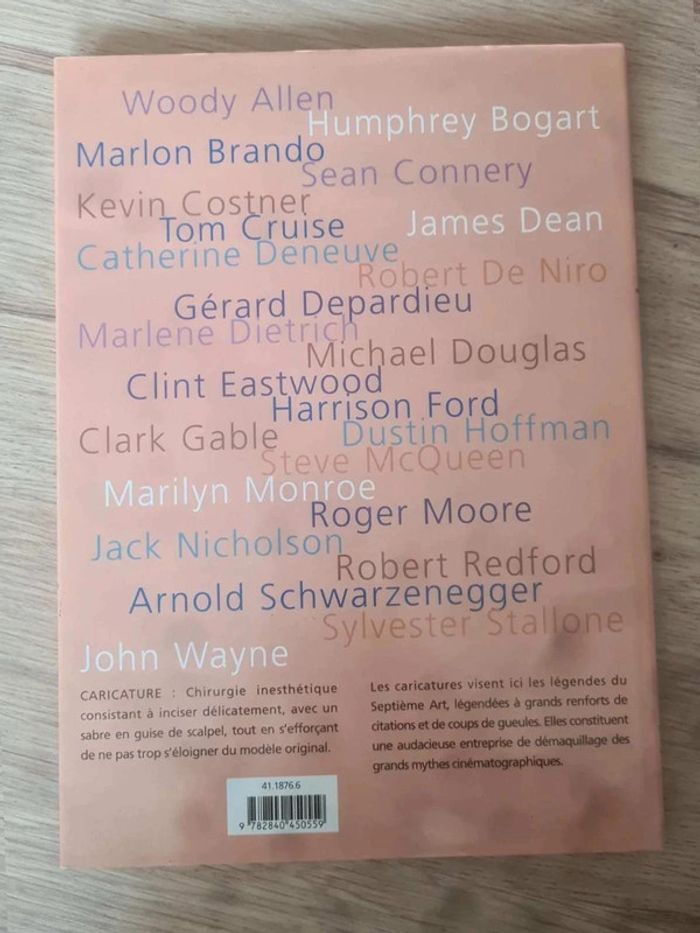 Woody Allen
Humphrey Bogart
Marlon Brando
Sean Connery
Kevin Costner
James Dean
Tom Cruise
Catherine Deneuve
Robert De Niro
Gérard Depardieu
Marlene Dietrich
Michael Douglas
Clint Eastwood
Harrison Ford
Clark Gable
Dustin Hoffman
Steve McQueen
Marilyn Monroe
Roger Moore
Jack Nicholson
Robert Redford
Arnold Schwarzenegger
Sylvester Stallone
John Wayne
CARICATURE : Chirurgie inesthétique
consistant à inciser délicatement, avec un
sabre en guise de scalpel, tout en s'efforçant
de ne pas trop s'éloigner du modèle original.
Les caricatures visent ici les légendes du
Septième Art, légendées à grands renforts de
citations et de coups de gueules. Elles constituent
une audacieuse entreprise de démaquillage des
grands mythes cinématographiques.
41.1876.6
9 782840 450559